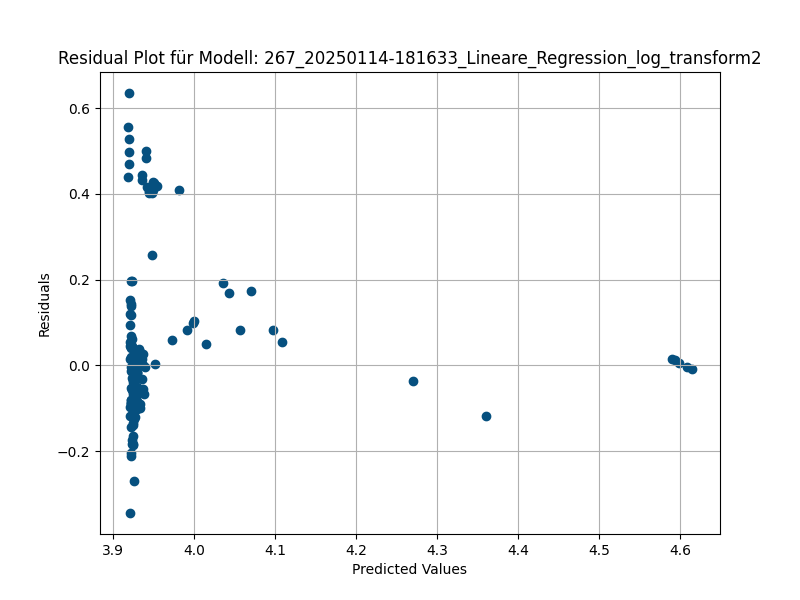 Residual Plot für Modell: 267_20250114-181633_Lineare_Regression_log_transform2
0.6
0.4
0.2
0.0
−0.2
Residuals
3.9 4.0 4.1 4.2 4.3 4.4 4.5 4.6
Predicted Values